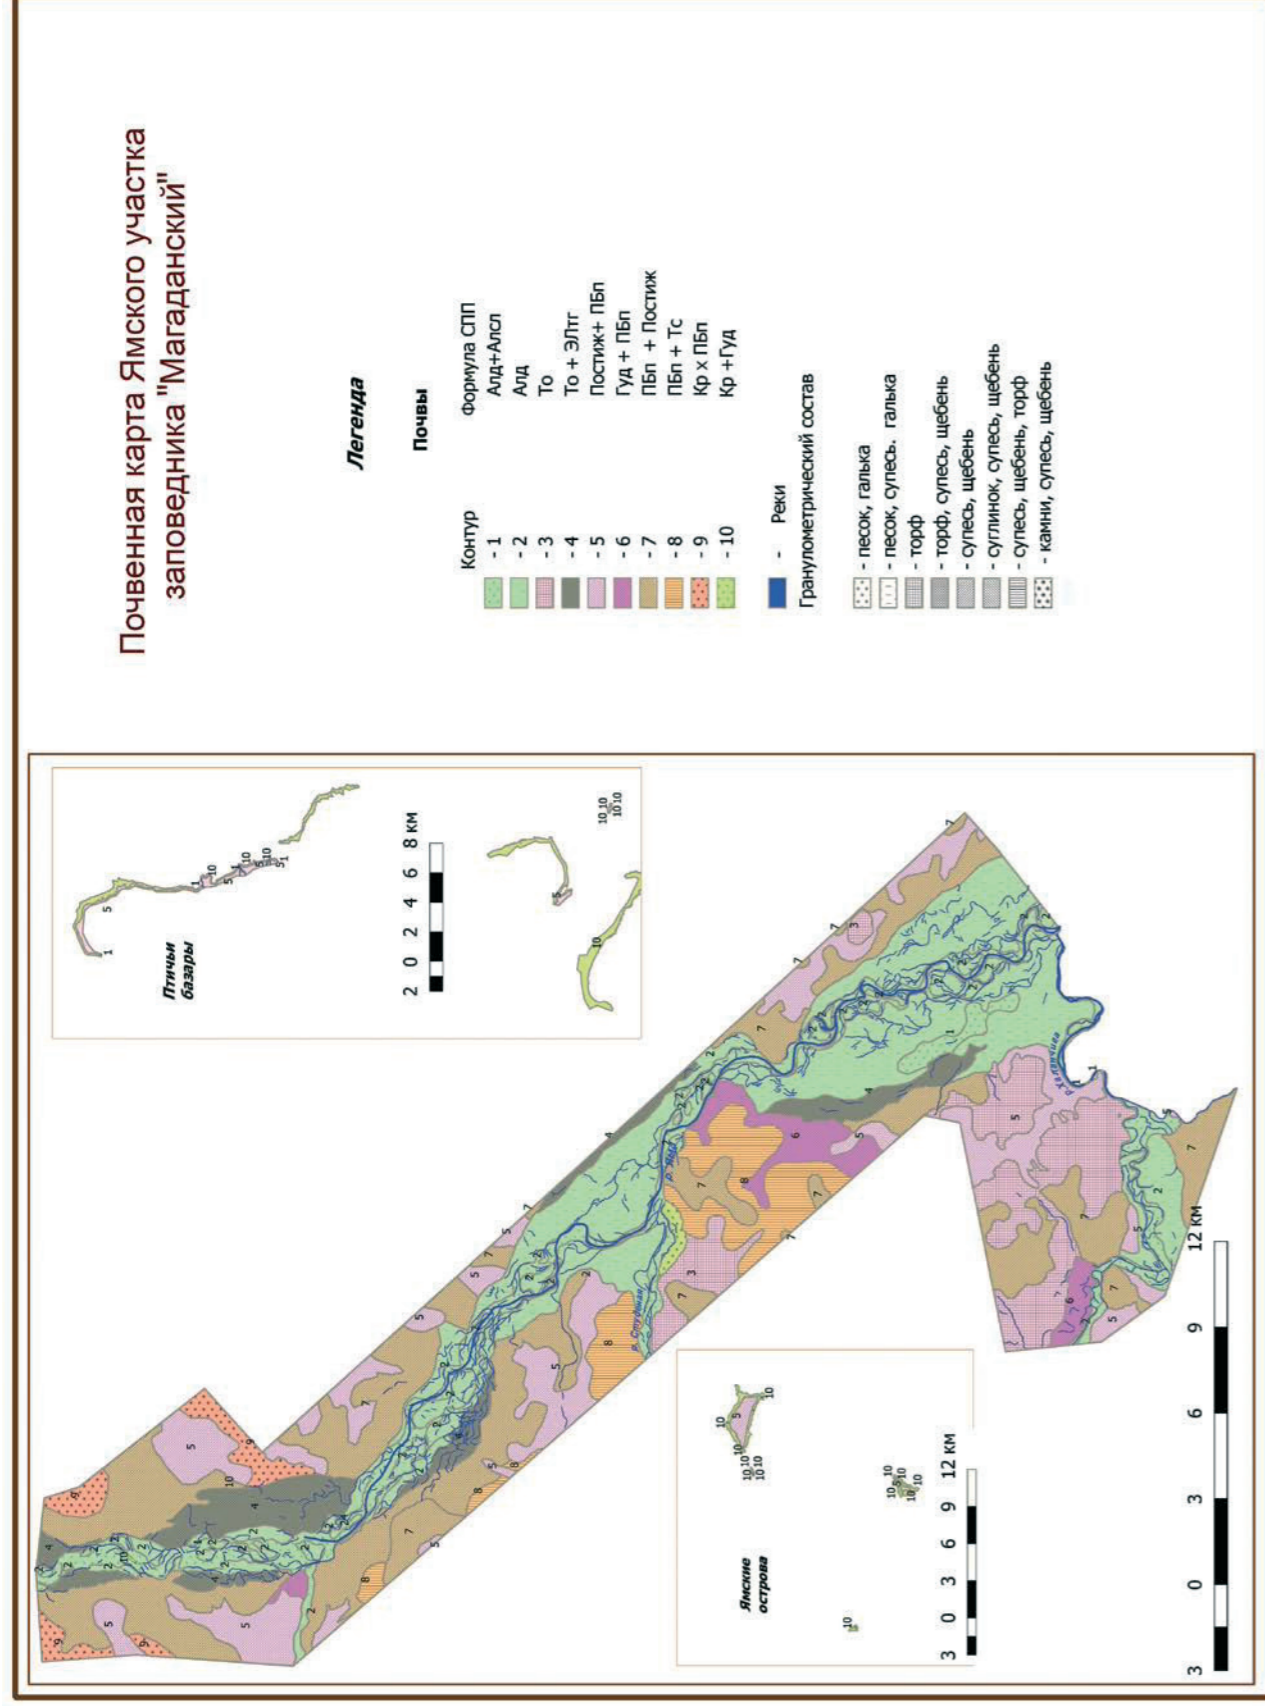 Почвенная карта Ямского участка
заповедника "Магаданский"
Легенда
Почвы
Контур Формула СПП
- 1 Алд+Алсл
- 2 Алд
- 3 То
- 4 То + ЭЛтг
- 5 Постиж+ ПБп
- 6 Гуд + ПБп
- 7 ПБп + Постиж
- 8 ПБп + Тс
- 9 Кр х ПБп
- 10 Кр +Гуд
- Реки
Гранулометрический состав
- песок, галька
- песок, супесь. галька
- торф
- торф, супесь, щебень
- супесь, щебень
- суглинок, супесь, щебень
- супесь, щебень, торф
- камни, супесь, щебень
Птичьи
базары
2 0 2 4 6 8 км
Ямские
острова
3 0 3 6 9 12 км
р. Яма
р. Студеная
3 0 3 6 9 12 км